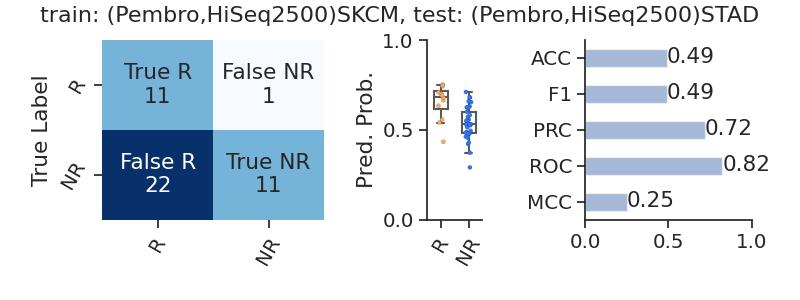 train: (Pembro,HiSeq2500)SKCM, test: (Pembro,HiSeq2500)STAD
True Label
R
NR
True R
11
False NR
1
False R
22
True NR
11
R
NR
Pred. Prob.
1.0
0.5
0.0
R
NR
ACC
0.49
F1
0.49
PRC
0.72
ROC
0.82
MCC
0.25
0.0
0.5
1.0